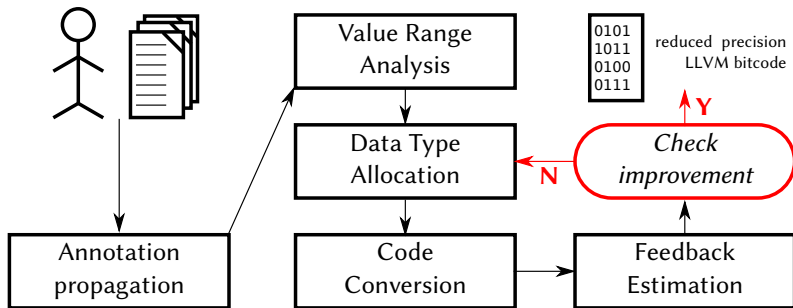 Value Range
Analysis
0101
1011
0100
0111
reduced precision
LLVM bitcode
Y
Data Type
Allocation
N
Check
improvement
Annotation
propagation
Code
Conversion
Feedback
Estimation